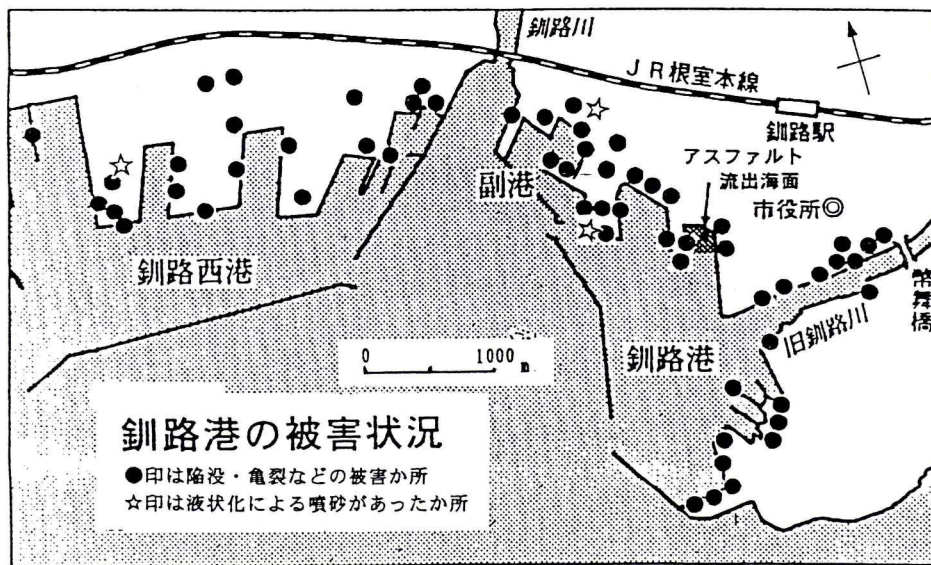 釧路川
JR根室本線
釧路駅
アスファルト
流出海面
市役所◎
副港
釧路西港
幣舞橋
旧釧路川
釧路港
0 1000m
釧路港の被害状況
●印は陥没・亀裂などの被害か所
☆印は液状化による噴砂があったか所